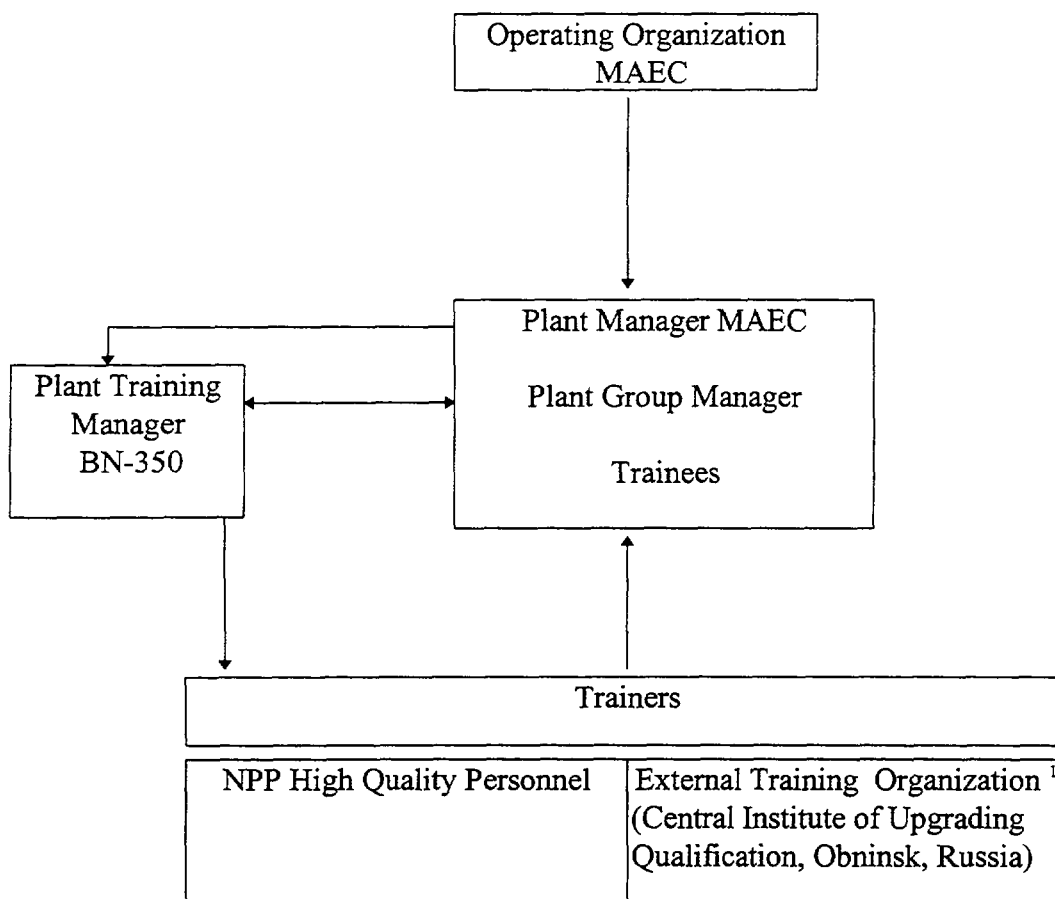 Operating Organization
MAEC
Plant Manager MAEC
Plant Group Manager
Trainees
Plant Training
Manager
BN-350
Trainers
NPP High Quality Personnel
External Training Organization 1
(Central Institute of Upgrading
Qualification, Obninsk, Russia)